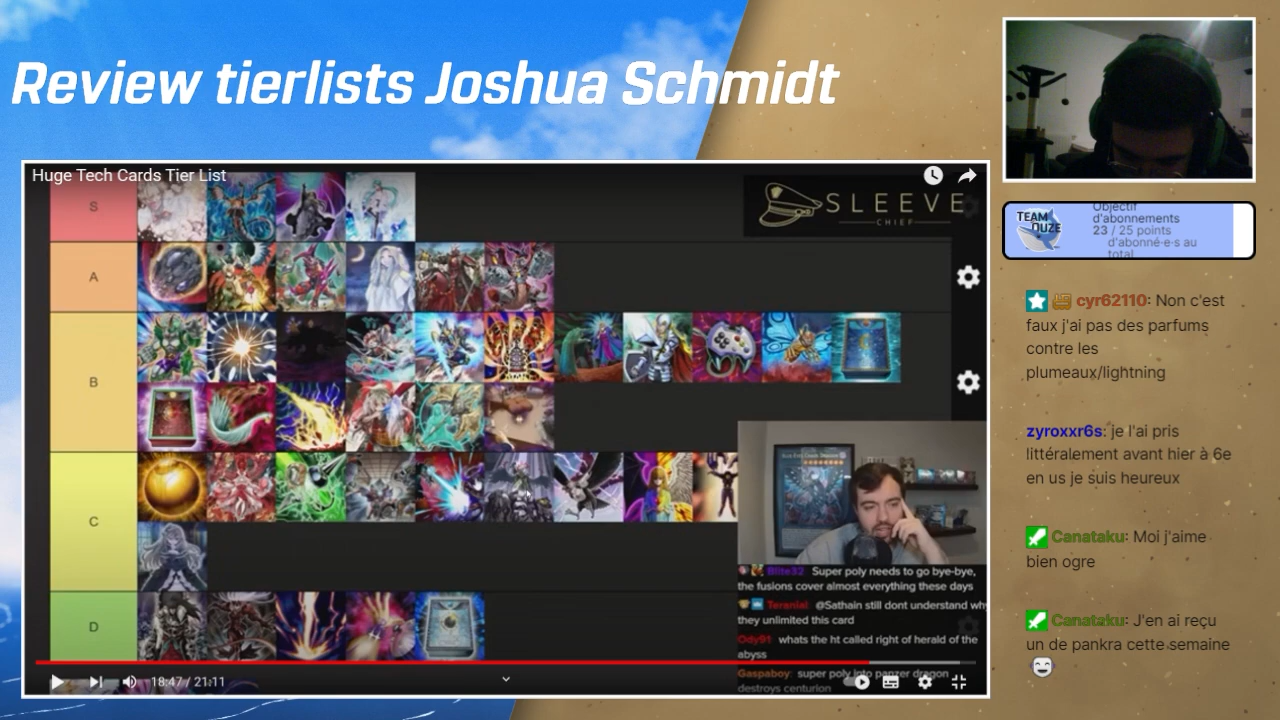 Review tierlists Joshua Schmidt
Huge Tech Cards Tier List
S
SLEEVE
CHIEF
A
B
C
D
Blite32 Super poly needs to go bye-bye,
the fusions cover almost everything these days
Teranial: @Sathain still dont understand why
they unlimited this card
Ody91 whats the ht called right of herald of the
abyss
Gaspaboy: super poly into panzer dragon
destroys centurion
18:47 / 21:11
TEAM
OUZE
Objectif
d'abonnements
23 / 25 points
d'abonné·e·s au
total
cyr62110: Non c'est
faux j'ai pas des parfums
contre les
plumeaux/lightning
zyroxxr6s: je l'ai pris
littéralement avant hier à 6e
en us je suis heureux
Canataku: Moi j'aime
bien ogre
Canataku: J'en ai reçu
un de pankra cette semaine